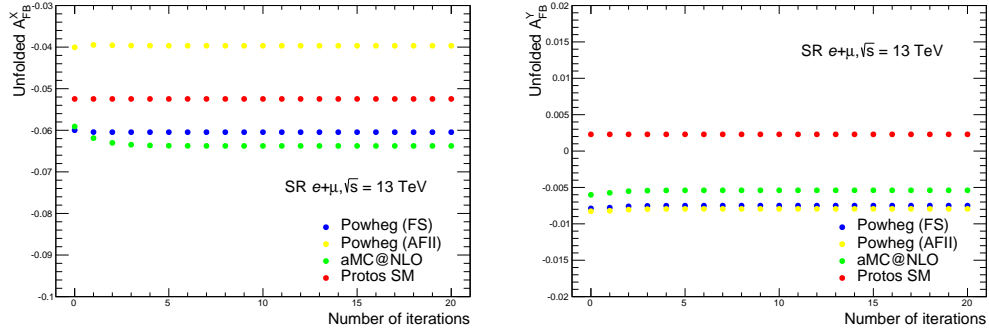 Unfolded A_FB^X
-0.03
-0.04
-0.05
-0.06
-0.07
-0.08
-0.09
-0.1
0 5 10 15 20
Number of iterations
SR e+μ,√s = 13 TeV
Powheg (FS)
Powheg (AFII)
aMC@NLO
Protos SM
Unfolded A_FB^Y
0.02
0.015
0.01
0.005
0
-0.005
-0.01
-0.015
-0.02
0 5 10 15 20
Number of iterations
SR e+μ,√s = 13 TeV
Powheg (FS)
Powheg (AFII)
aMC@NLO
Protos SM